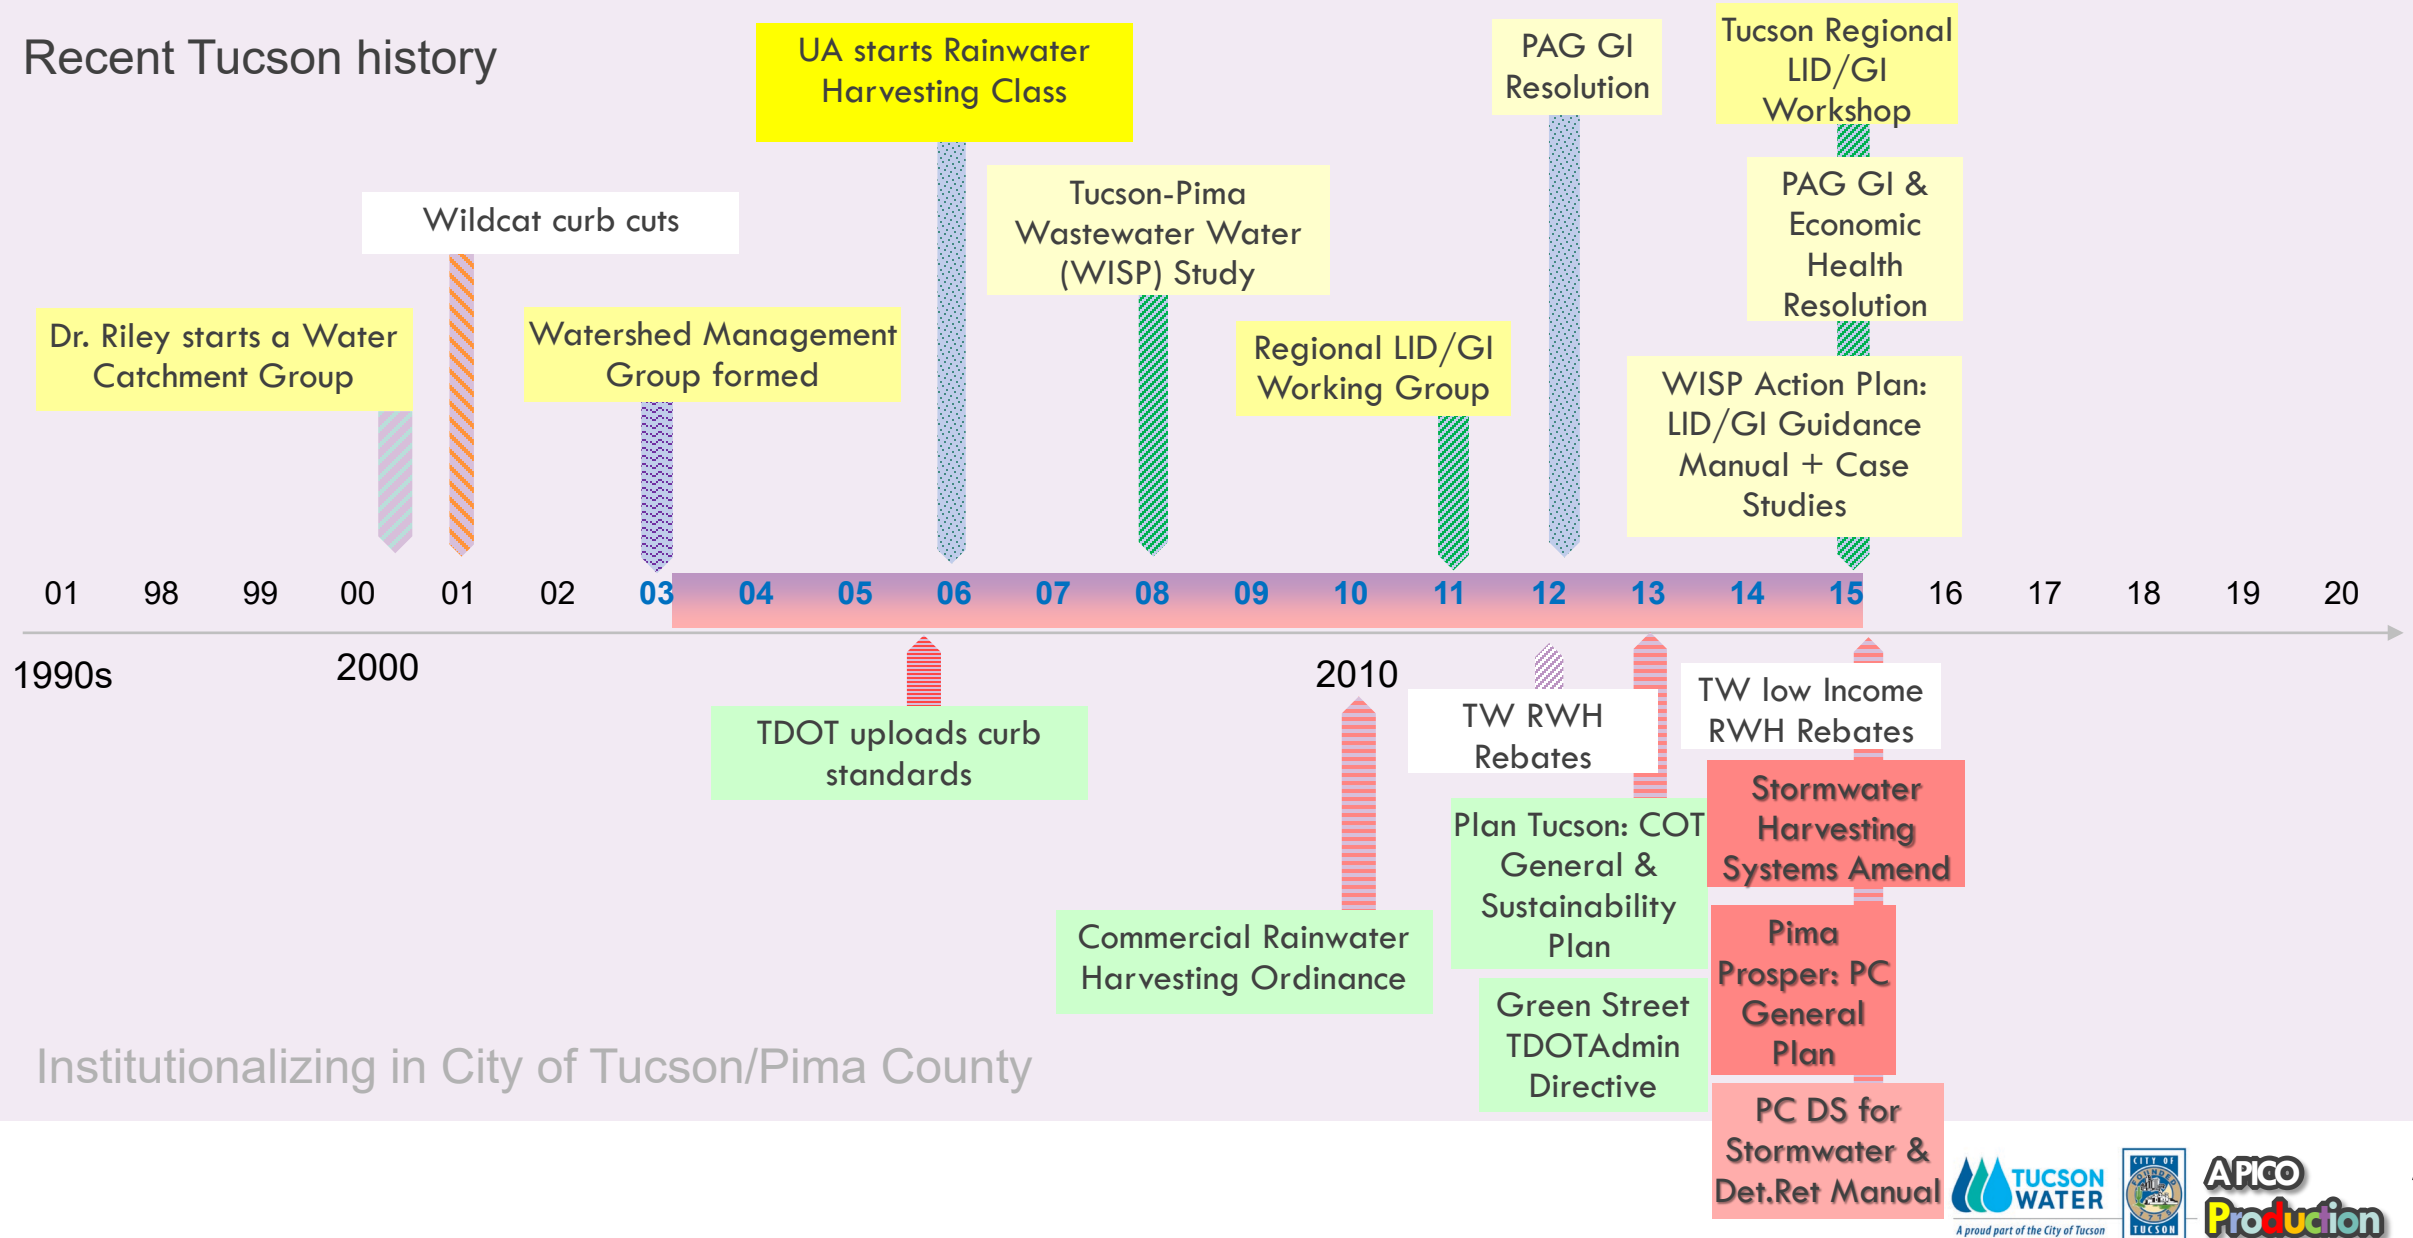 Recent Tucson history
UA starts Rainwater
Harvesting Class
PAG GI
Resolution
Tucson Regional
LID/GI
Workshop
Wildcat curb cuts
Tucson-Pima
Wastewater Water
(WISP) Study
PAG GI &
Economic
Health
Resolution
Dr. Riley starts a Water
Catchment Group
Watershed Management
Group formed
Regional LID/GI
Working Group
WISP Action Plan:
LID/GI Guidance
Manual + Case
Studies
01 98 99 00 01 02 03 04 05 06 07 08 09 10 11 12 13 14 15 16 17 18 19 20
1990s
2000
2010
TDOT uploads curb
standards
TW RWH
Rebates
TW low Income
RWH Rebates
Commercial Rainwater
Harvesting Ordinance
Plan Tucson: COT
General &
Sustainability
Plan
Stormwater
Harvesting
Systems Amend
Green Street
TDOTAdmin
Directive
Pima
Prosper: PC
General
Plan
Institutionalizing in City of Tucson/Pima County
PC DS for
Stormwater &
Det.Ret Manual
TUCSON
WATER
A proud part of the City of Tucson
CITY OF
FOUNDED
1775
TUCSON
APICO
Production